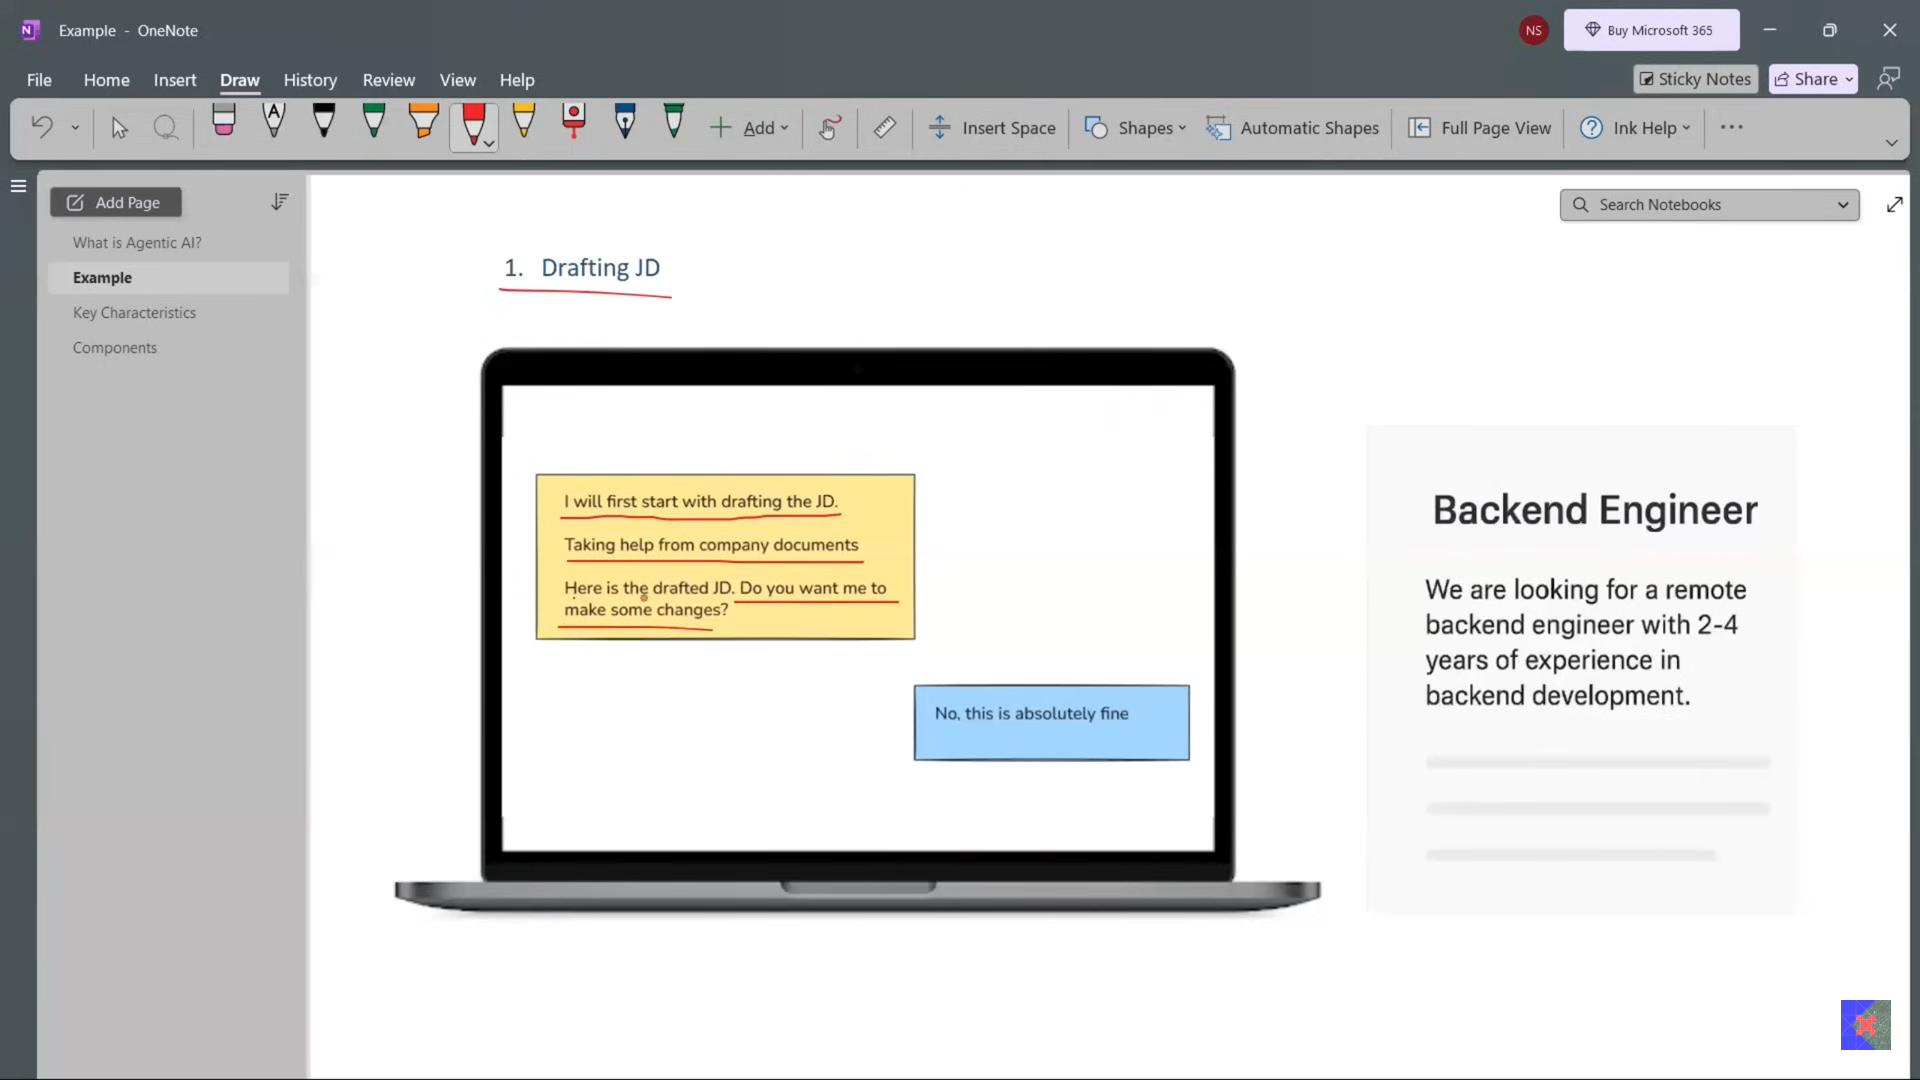 Example - OneNote
NS
Buy Microsoft 365
File Home Insert Draw History Review View Help
Sticky Notes Share
Add Insert Space Shapes Automatic Shapes Full Page View Ink Help
Add Page
Search Notebooks
What is Agentic AI?
Example
Key Characteristics
Components
1. Drafting JD
I will first start with drafting the JD.
Taking help from company documents
Here is the drafted JD. Do you want me to
make some changes?
No, this is absolutely fine
Backend Engineer
We are looking for a remote
backend engineer with 2-4
years of experience in
backend development.